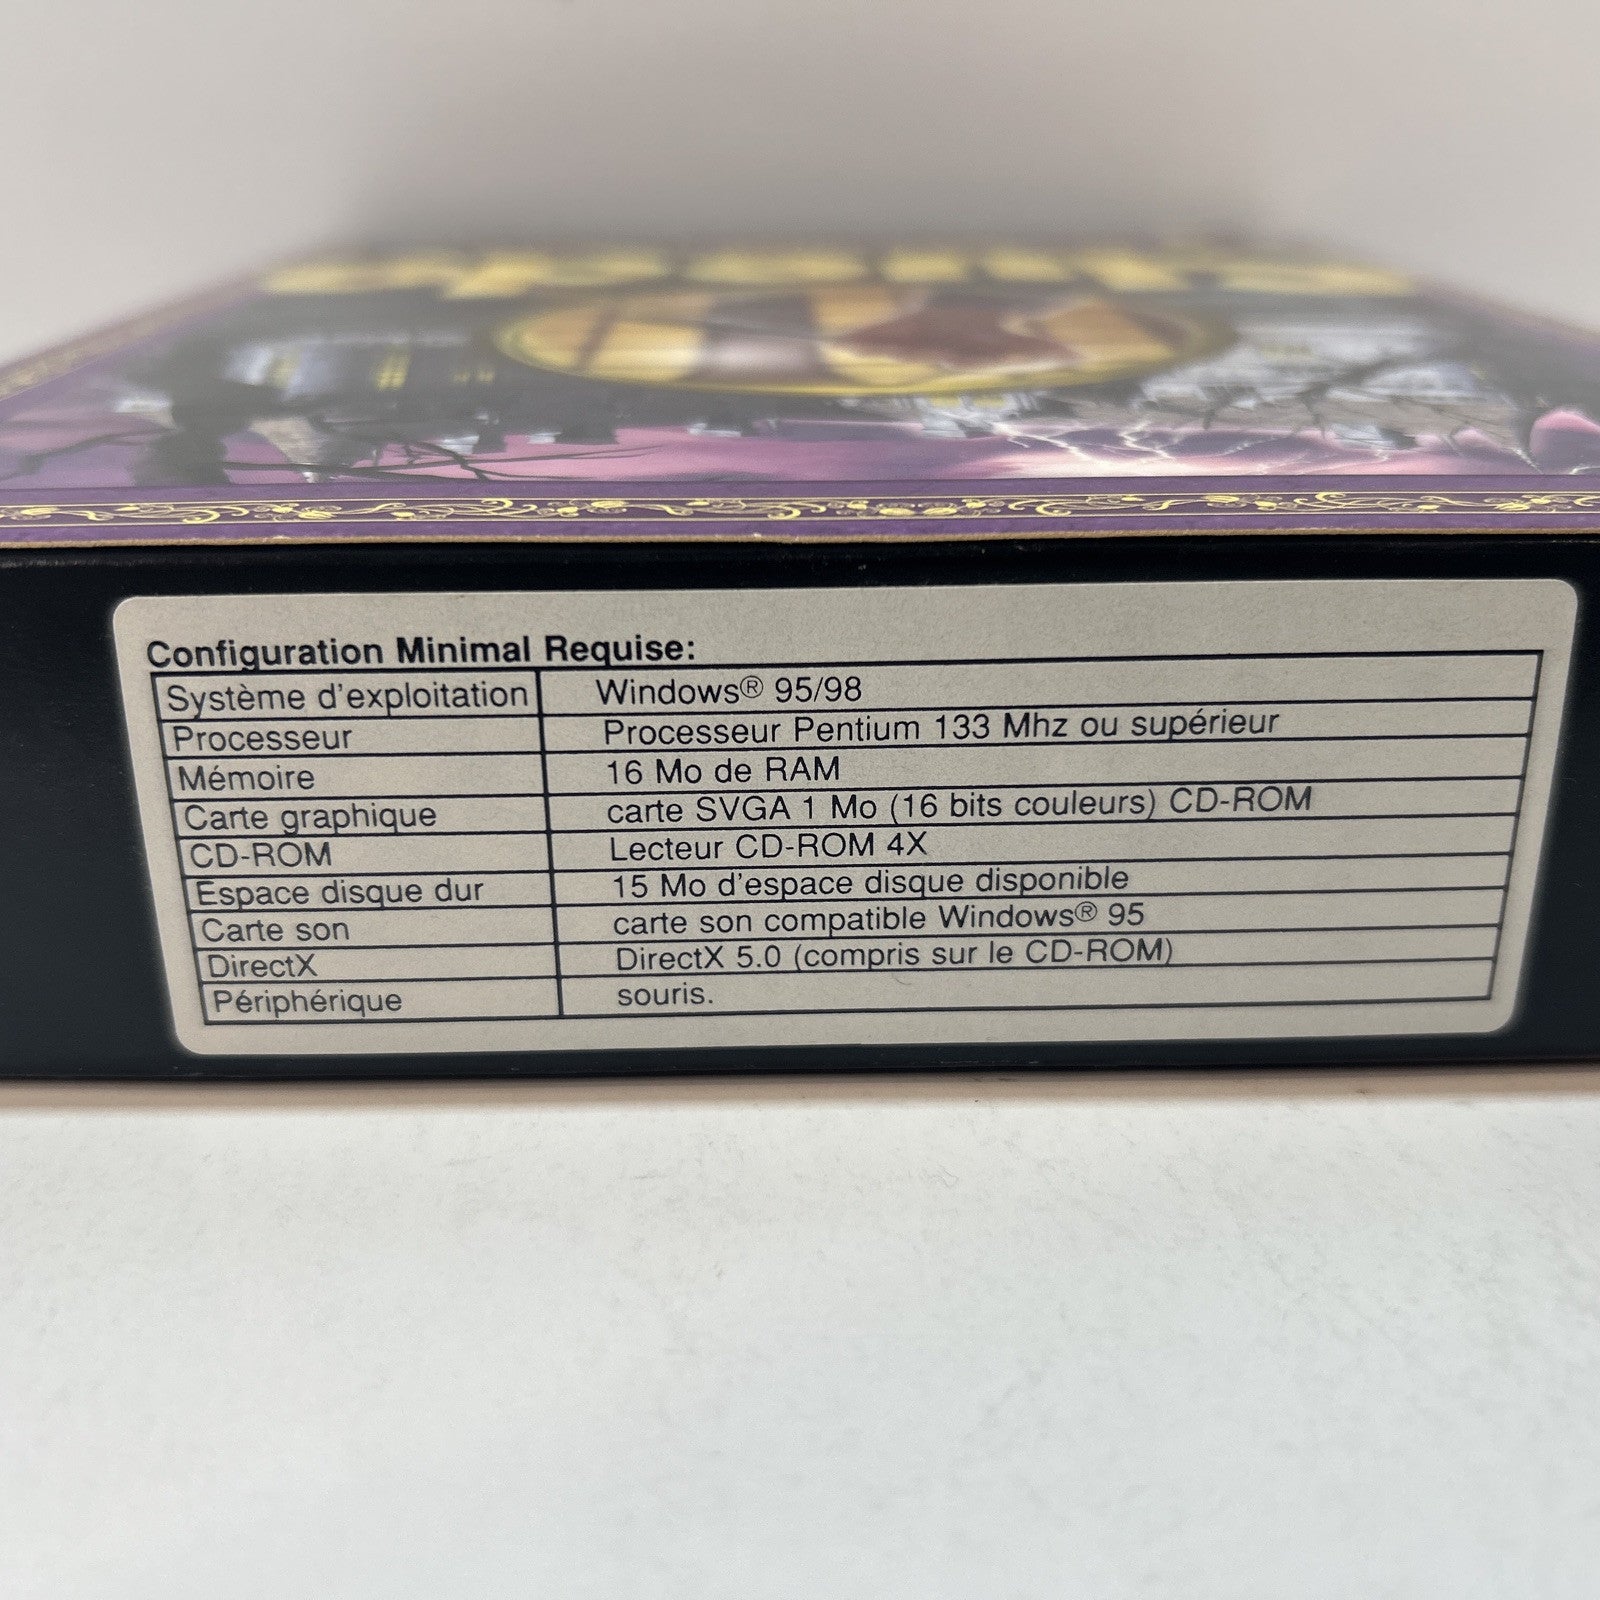 Configuration Minimal Requise:
Système d'exploitation Windows® 95/98
Processeur Processeur Pentium 133 Mhz ou supérieur
Mémoire 16 Mo de RAM
Carte graphique carte SVGA 1 Mo (16 bits couleurs) CD-ROM
CD-ROM Lecteur CD-ROM 4X
Espace disque dur 15 Mo d'espace disque disponible
Carte son carte son compatible Windows® 95
DirectX DirectX 5.0 (compris sur le CD-ROM)
Périphérique souris.